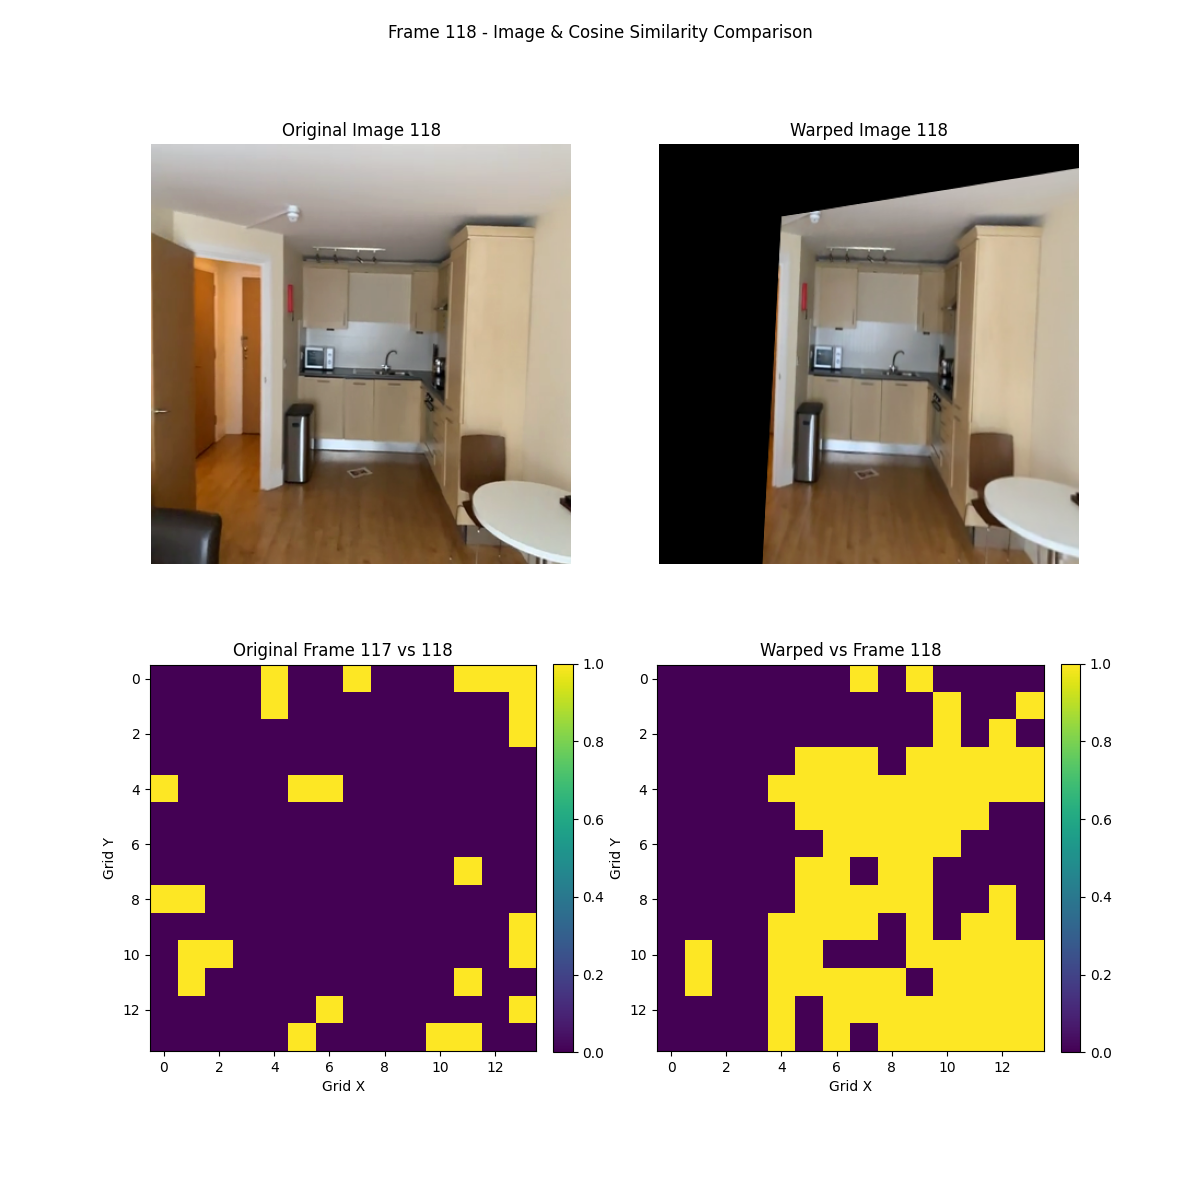 Frame 118 - Image & Cosine Similarity Comparison
Original Image 118
Warped Image 118
Original Frame 117 vs 118
Warped vs Frame 118
0
2
4
6
8
10
12
Grid Y
0 2 4 6 8 10 12
Grid X
1.0
0.8
0.6
0.4
0.2
0.0
0
2
4
6
8
10
12
Grid Y
0 2 4 6 8 10 12
Grid X
1.0
0.8
0.6
0.4
0.2
0.0